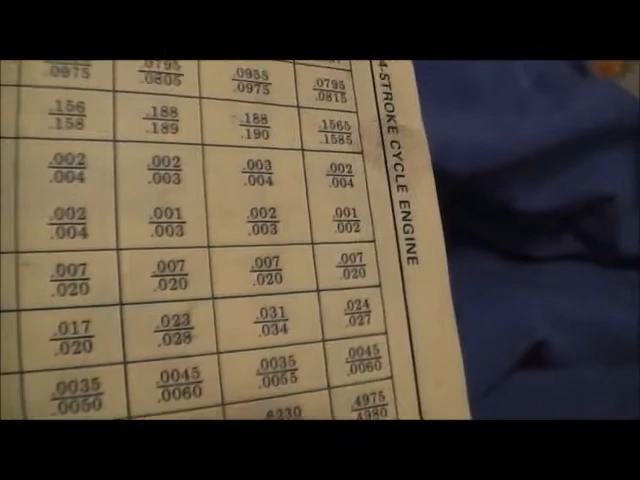 .0795 .0955 .0795
.0975 .0805 .0975 .0815
.156 .188 .188 .1565
.158 .189 .190 .1585
.002 .002 .003 .002
.004 .003 .004 .004
.002 .001 .002 .001
.004 .003 .003 .002
.007 .007 .007 .007
.020 .020 .020 .020
.017 .023 .031 .024
.020 .028 .034 .027
.0035 .0045 .0035 .0045
.0050 .0060 .0055 .0060
.6230 .4975
.4980
4-STROKE CYCLE ENGINE